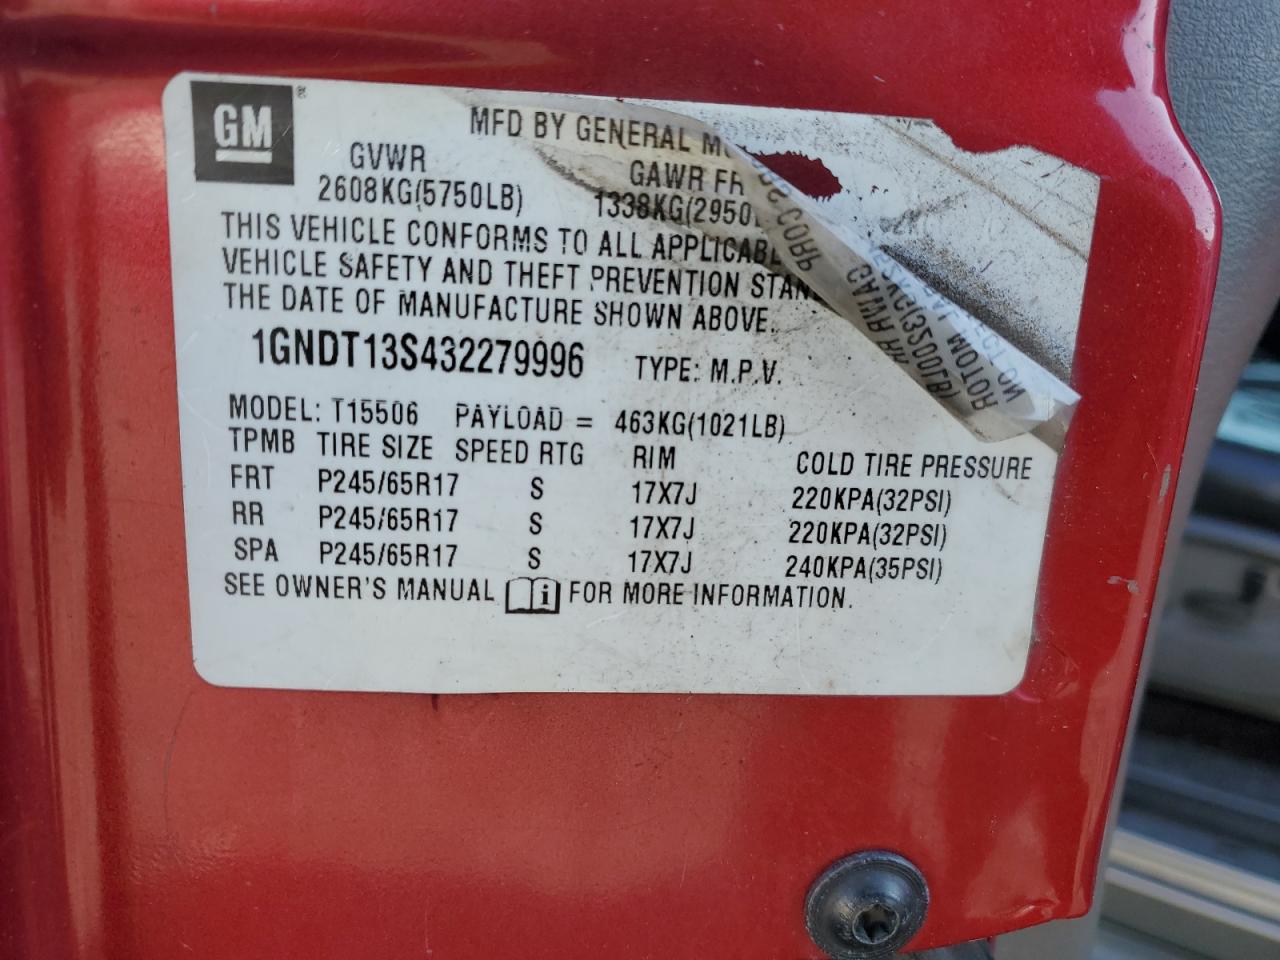 GM ®
MFD BY GENERAL
GVWR GAWR FR
2608KG(5750LB) 1338KG(2950
THIS VEHICLE CONFORMS TO ALL APPLICABLE
VEHICLE SAFETY AND THEFT PREVENTION STAN
THE DATE OF MANUFACTURE SHOWN ABOVE.
1GNDT13S432279996 TYPE: M.P.V.
MODEL: T15506 PAYLOAD = 463KG(1021LB)
TPMB TIRE SIZE SPEED RTG RIM COLD TIRE PRESSURE
FRT P245/65R17 S 17X7J 220KPA(32PSI)
RR P245/65R17 S 17X7J 220KPA(32PSI)
SPA P245/65R17 S 17X7J 240KPA(35PSI)
SEE OWNER'S MANUAL i FOR MORE INFORMATION.